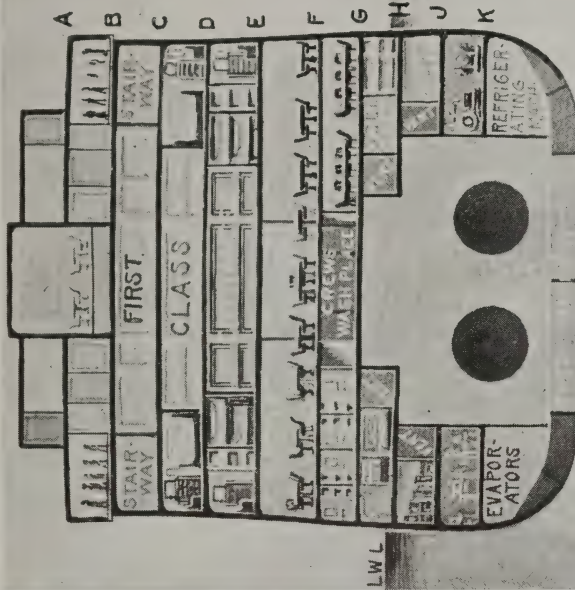 A
B
C
D
E
F
G
H
J
K
STAIR-
WAY
FIRST
STAIR-
WAY
CLASS
CREWS
WASH PLACE
LWL
EVAPOR-
ATORS
REFRIGER-
ATING